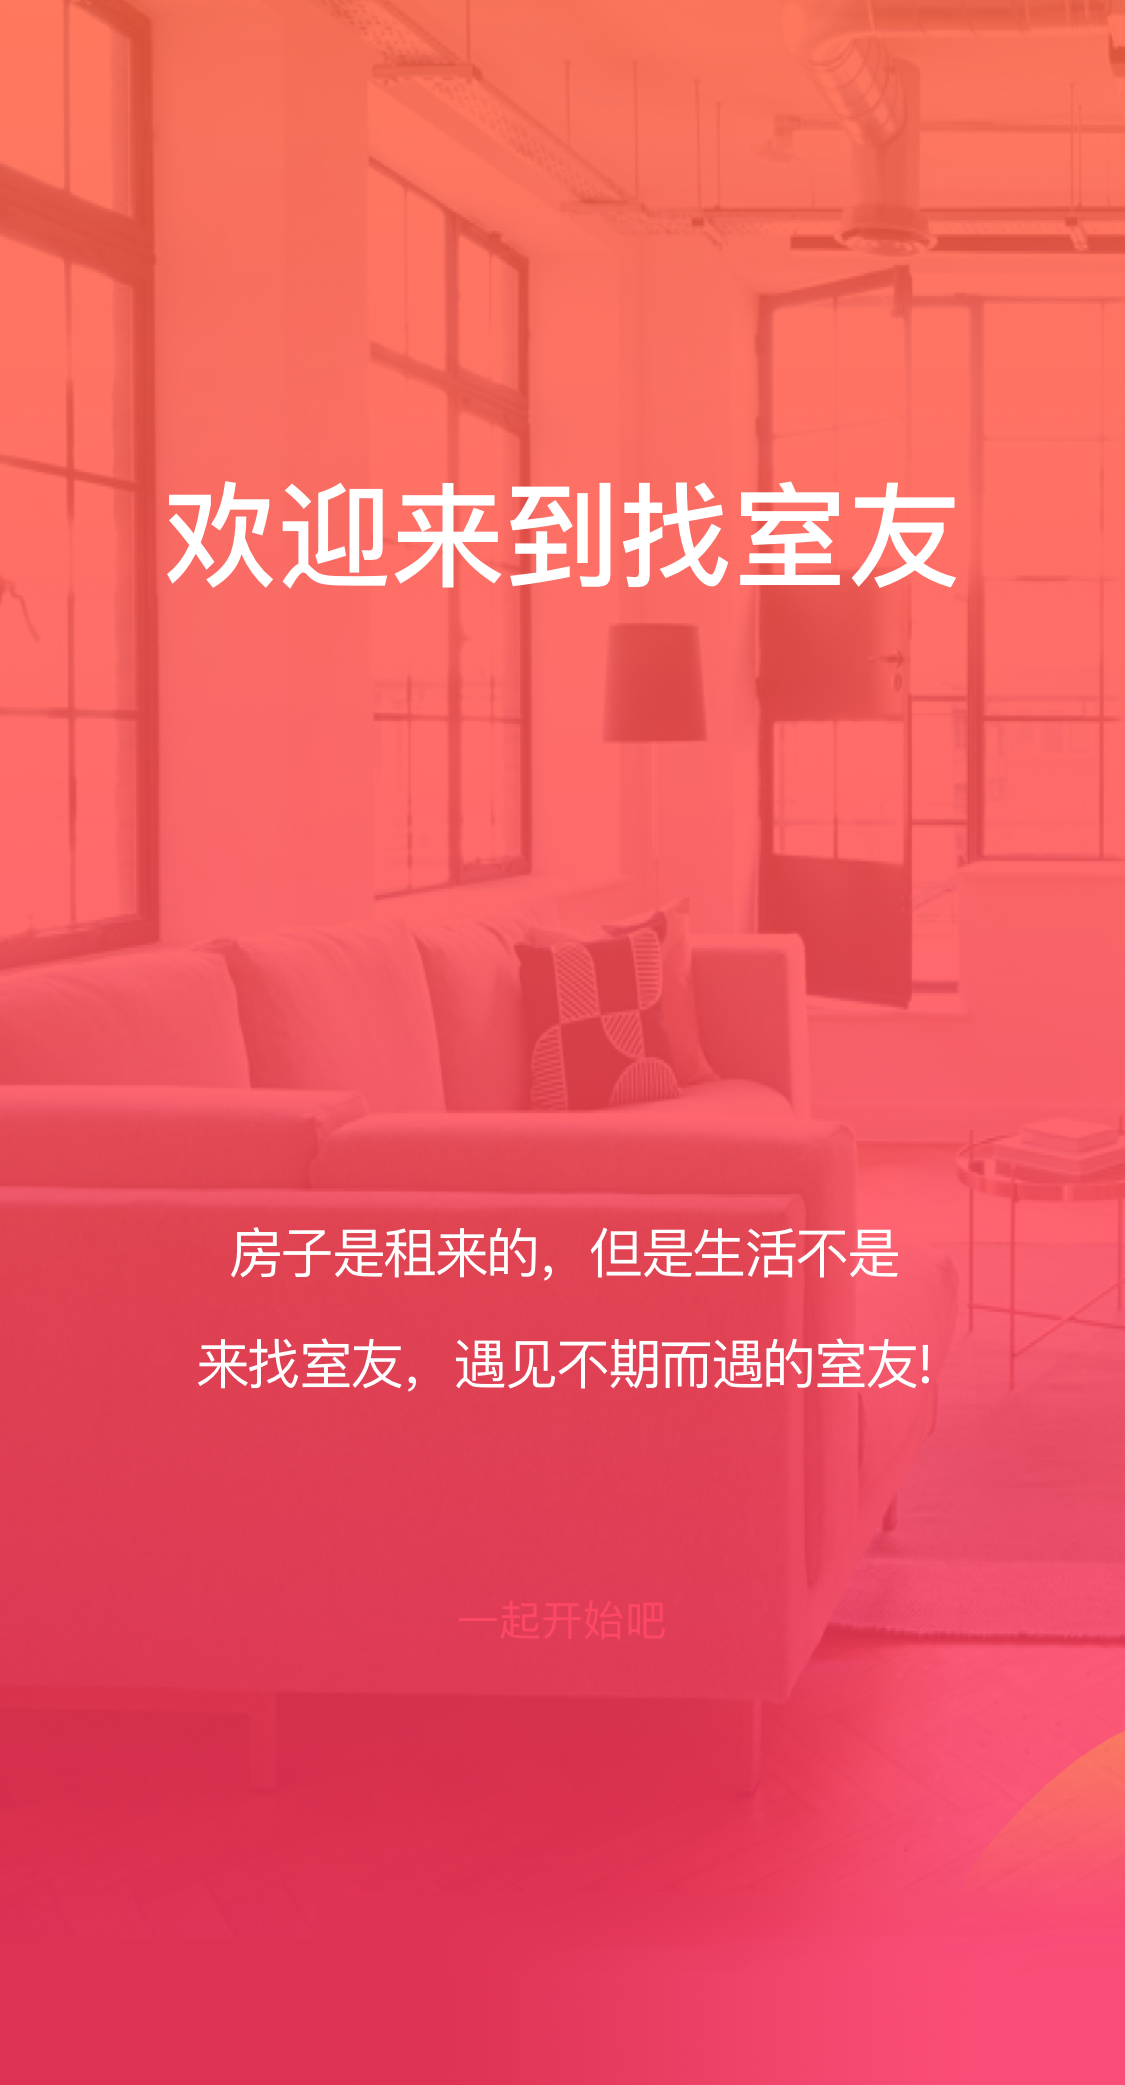 欢迎来到找室友
房子是租来的，但是生活不是
来找室友，遇见不期而遇的室友!
一起开始吧